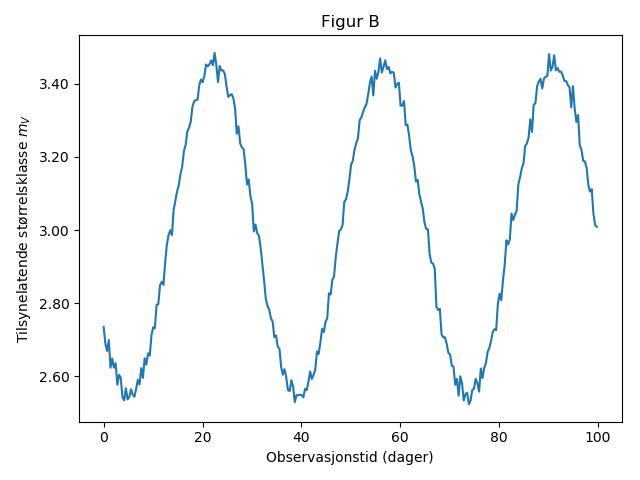 Figur B
Tilsynelatende størrelsklasse m_V
3.40
3.20
3.00
2.80
2.60
0 20 40 60 80 100
Observasjonstid (dager)